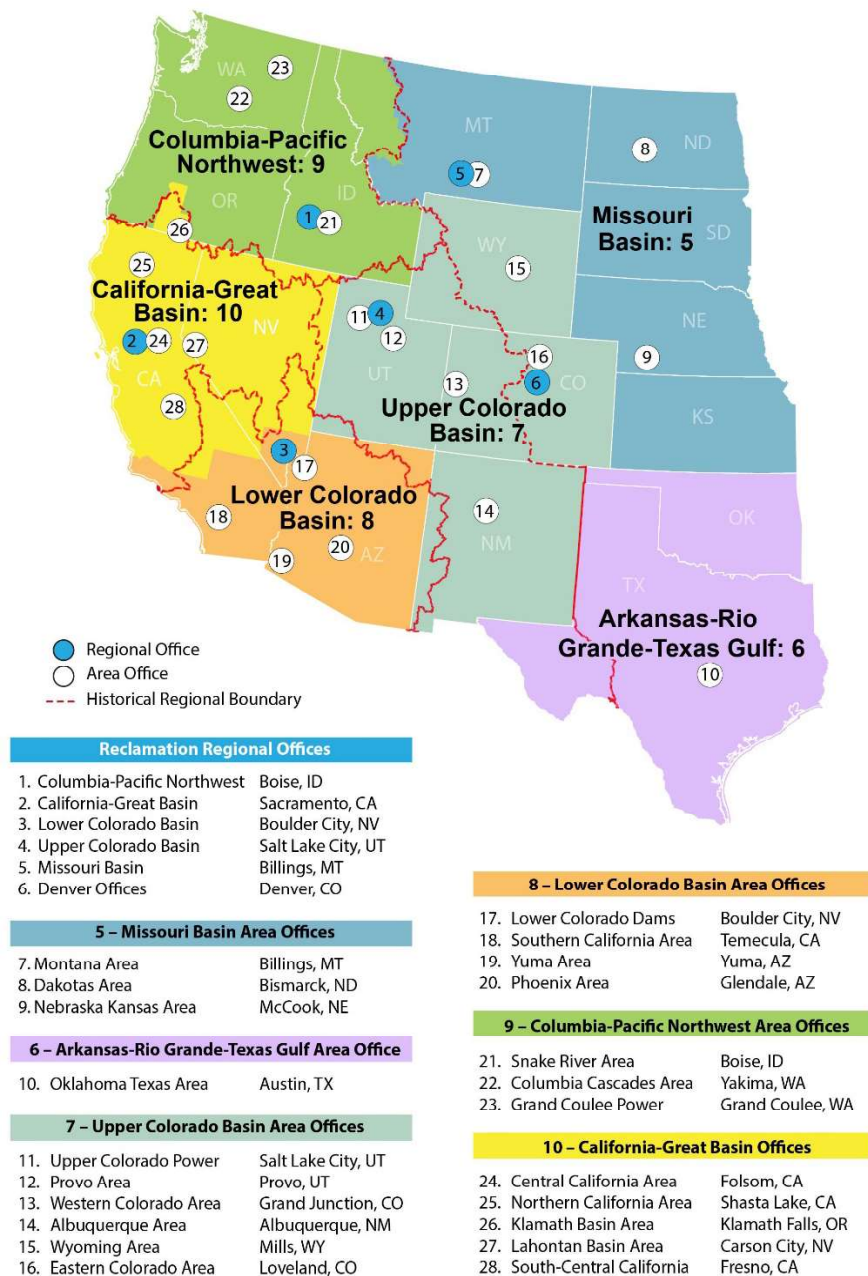 WA
23
22
Columbia-Pacific
Northwest: 9
OR
ID
1
21
26
MT
5
7
8
ND
Missouri
Basin: 5
SD
WY
15
25
California-Great
Basin: 10
NV
2
24
27
CA
28
11
4
12
UT
13
16
6
CO
Upper Colorado
Basin: 7
NE
9
KS
3
17
Lower Colorado
Basin: 8
18
19
20
AZ
14
NM
OK
TX
Arkansas-Rio
Grande-Texas Gulf: 6
10
Regional Office
Area Office
Historical Regional Boundary
Reclamation Regional Offices
1. Columbia-Pacific Northwest Boise, ID
2. California-Great Basin Sacramento, CA
3. Lower Colorado Basin Boulder City, NV
4. Upper Colorado Basin Salt Lake City, UT
5. Missouri Basin Billings, MT
6. Denver Offices Denver, CO
5 – Missouri Basin Area Offices
7. Montana Area Billings, MT
8. Dakotas Area Bismarck, ND
9. Nebraska Kansas Area McCook, NE
6 – Arkansas-Rio Grande-Texas Gulf Area Office
10. Oklahoma Texas Area Austin, TX
7 – Upper Colorado Basin Area Offices
11. Upper Colorado Power Salt Lake City, UT
12. Provo Area Provo, UT
13. Western Colorado Area Grand Junction, CO
14. Albuquerque Area Albuquerque, NM
15. Wyoming Area Mills, WY
16. Eastern Colorado Area Loveland, CO
8 – Lower Colorado Basin Area Offices
17. Lower Colorado Dams Boulder City, NV
18. Southern California Area Temecula, CA
19. Yuma Area Yuma, AZ
20. Phoenix Area Glendale, AZ
9 – Columbia-Pacific Northwest Area Offices
21. Snake River Area Boise, ID
22. Columbia Cascades Area Yakima, WA
23. Grand Coulee Power Grand Coulee, WA
10 – California-Great Basin Offices
24. Central California Area Folsom, CA
25. Northern California Area Shasta Lake, CA
26. Klamath Basin Area Klamath Falls, OR
27. Lahontan Basin Area Carson City, NV
28. South-Central California Fresno, CA